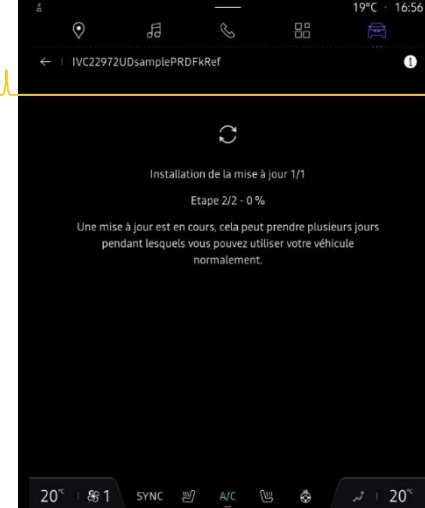 19°C · 16:56
IVC22972UDsamplePRDFkRef
Installation de la mise à jour 1/1
Etape 2/2 - 0 %
Une mise à jour est en cours, cela peut prendre plusieurs jours
pendant lesquels vous pouvez utiliser votre véhicule
normalement.
20°C 1 SYNC A/C 20°C